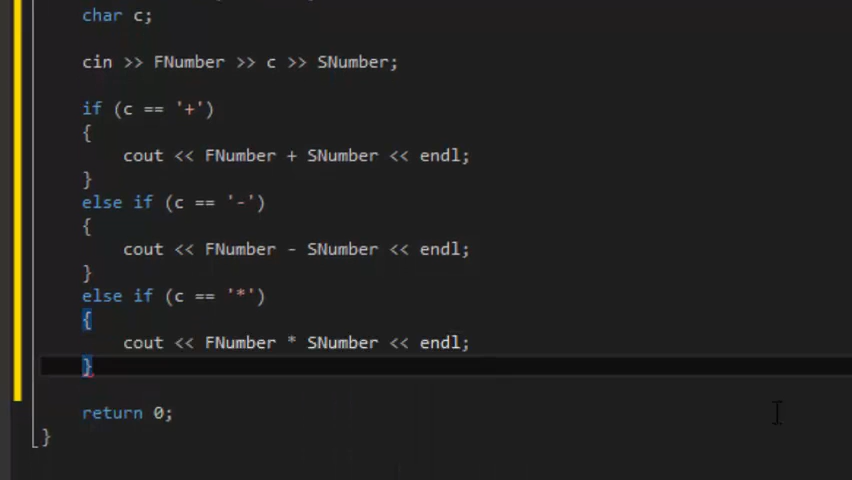 char c;
cin >> FNumber >> c >> SNumber;
if (c == '+')
{
cout << FNumber + SNumber << endl;
}
else if (c == '-')
{
cout << FNumber - SNumber << endl;
}
else if (c == '*')
{
cout << FNumber * SNumber << endl;
}
return 0;
}